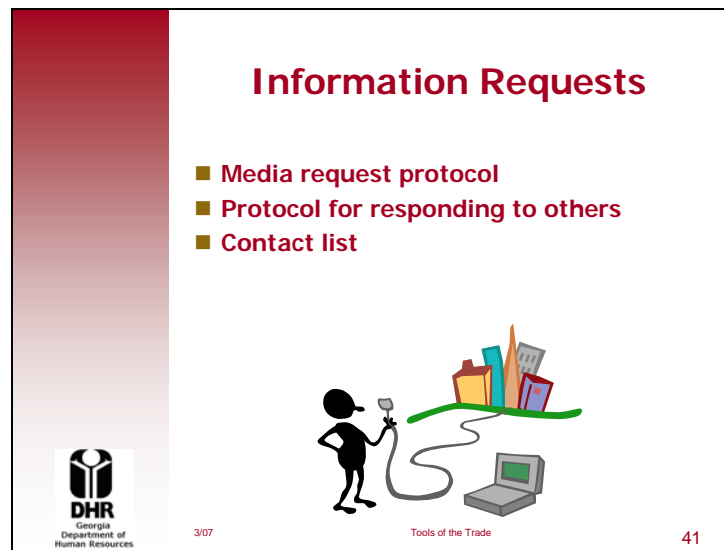 Information Requests
Media request protocol
Protocol for responding to others
Contact list
DHR
Georgia
Department of
Human Resources
3/07
Tools of the Trade
41